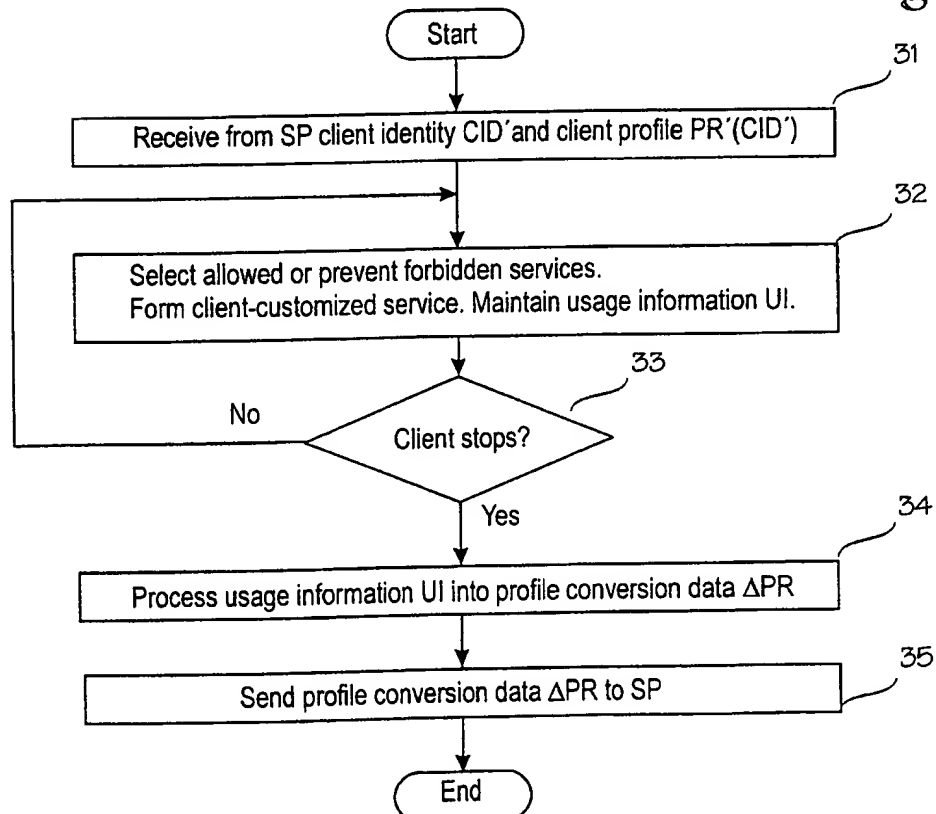 Start
31
Receive from SP client identity CID´and client profile PR´(CID´)
32
Select allowed or prevent forbidden services.
Form client-customized service. Maintain usage information UI.
33
No
Client stops?
Yes
34
Process usage information UI into profile conversion data ΔPR
35
Send profile conversion data ΔPR to SP
End